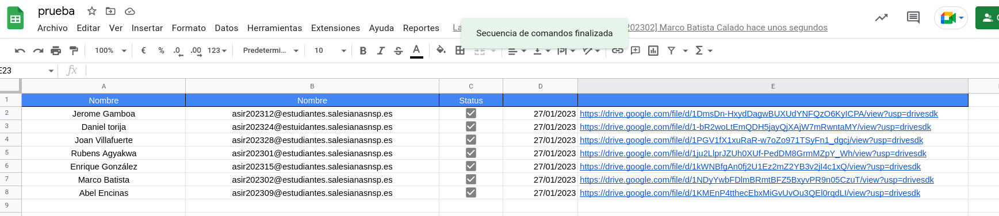 prueba
Archivo Editar Ver Insertar Formato Datos Herramientas Extensiones Ayuda Reportes 202302] Marco Batista Calado hace unos segundos
Secuencia de comandos finalizada
100% € % .0 .00 123 Predetermi... 10 B I S A Σ
E23 fx
A B C D E
1 Nombre Nombre Status
2 Jerome Gamboa asir202312@estudiantes.salesianasnsp.es 27/01/2023 https://drive.google.com/file/d/1DmsDn-HxydDagwBUXUdYNFQzO6KyICPA/view?usp=drivesdk
3 Daniel torija asir202324@estuidantes.salesianasnsp.es 27/01/2023 https://drive.google.com/file/d/1-bR2woLtEmQDH5jayQjXAjW7mRwntaMY/view?usp=drivesdk
4 Joan Villafuerte asir202328@estudiantes.salesianasnsp.es 27/01/2023 https://drive.google.com/file/d/1PGV1fX1xuRaR-w7oZo971TSyFn1_dgcj/view?usp=drivesdk
5 Rubens Agyakwa asir202301@estudiantes.salesianasnsp.es 27/01/2023 https://drive.google.com/file/d/1ju2LlprJZUh0XUf-PedDM8GrmMZpY_Wh/view?usp=drivesdk
6 Enrique González asir202315@estudiantes.salesianasnsp.es 27/01/2023 https://drive.google.com/file/d/1kWNBfgAn0fj2U1Ez2mZ2YB3v2jI4c1xQ/view?usp=drivesdk
7 Marco Batista asir202302@estudiantes.salesianasnsp.es 27/01/2023 https://drive.google.com/file/d/1NDyYwbFDlmBRmtBFZ5BxyvPR9n05CzuT/view?usp=drivesdk
8 Abel Encinas asir202309@estudiantes.salesianasnsp.es 27/01/2023 https://drive.google.com/file/d/1KMEnP4tthecEbxMiGvUvOu3QEl0rqdLI/view?usp=drivesdk
9